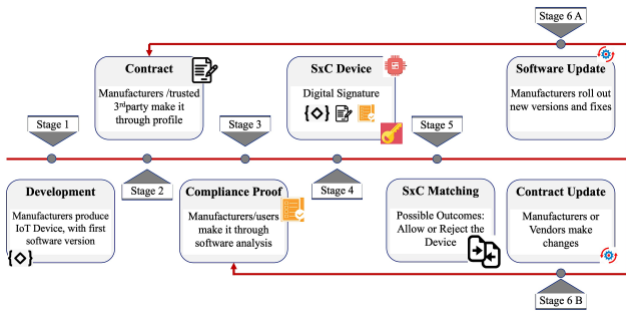 Stage 6 A
Contract
Manufacturers /trusted
3rdparty make it
through profile
SxC Device
Digital Signature
Software Update
Manufacturers roll out
new versions and fixes
Stage 1
Stage 3
Stage 5
Stage 2
Stage 4
Development
Manufacturers produce
IoT Device, with first
software version
Compliance Proof
Manufacturers/users
make it through
software analysis
SxC Matching
Possible Outcomes:
Allow or Reject the
Device
Contract Update
Manufacturers or
Vendors make
changes
Stage 6 B